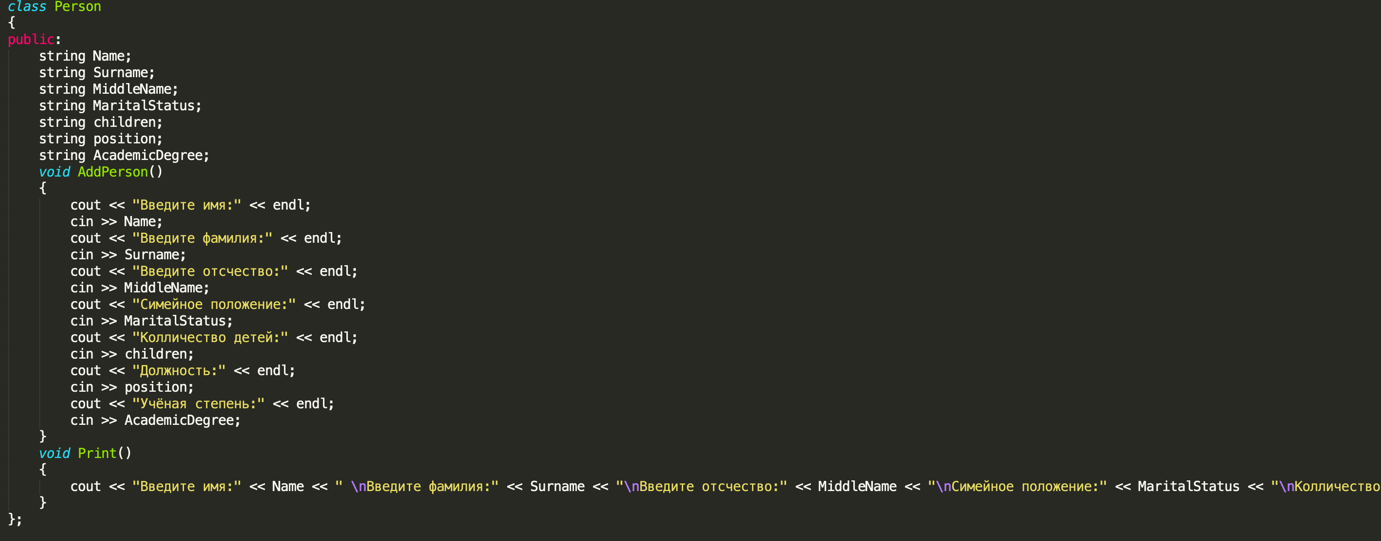 class Person
{
public:
    string Name;
    string Surname;
    string MiddleName;
    string MaritalStatus;
    string children;
    string position;
    string AcademicDegree;
    void AddPerson()
    {
        cout << "Введите имя:" << endl;
        cin >> Name;
        cout << "Введите фамилия:" << endl;
        cin >> Surname;
        cout << "Введите отсчество:" << endl;
        cin >> MiddleName;
        cout << "Симейное положение:" << endl;
        cin >> MaritalStatus;
        cout << "Колличество детей:" << endl;
        cin >> children;
        cout << "Должность:" << endl;
        cin >> position;
        cout << "Учёная степень:" << endl;
        cin >> AcademicDegree;
    }
    void Print()
    {
        cout << "Введите имя:" << Name << " \nВведите фамилия:" << Surname << "\nВведите отсчество:" << MiddleName << "\nСимейное положение:" << MaritalStatus << "\nКолличество
    }
};